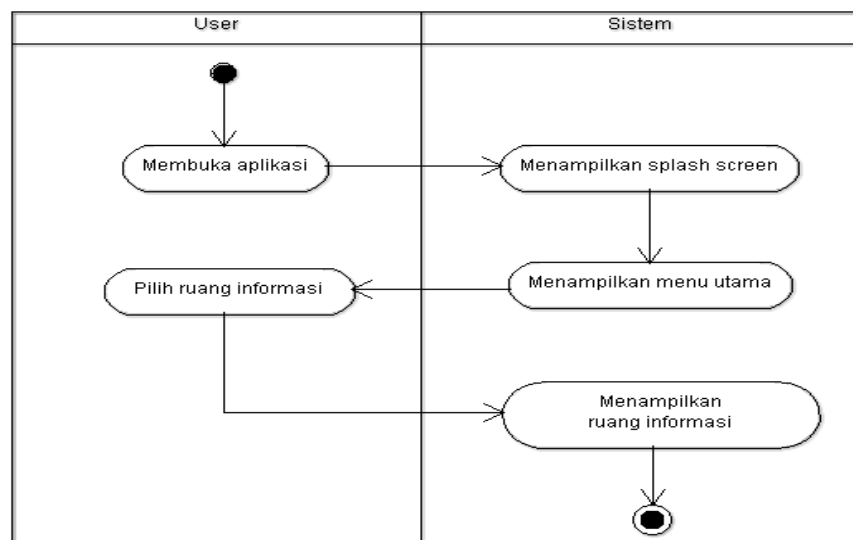 User
Sistem
Membuka aplikasi
Menampilkan splash screen
Menampilkan menu utama
Pilih ruang informasi
Menampilkan
ruang informasi